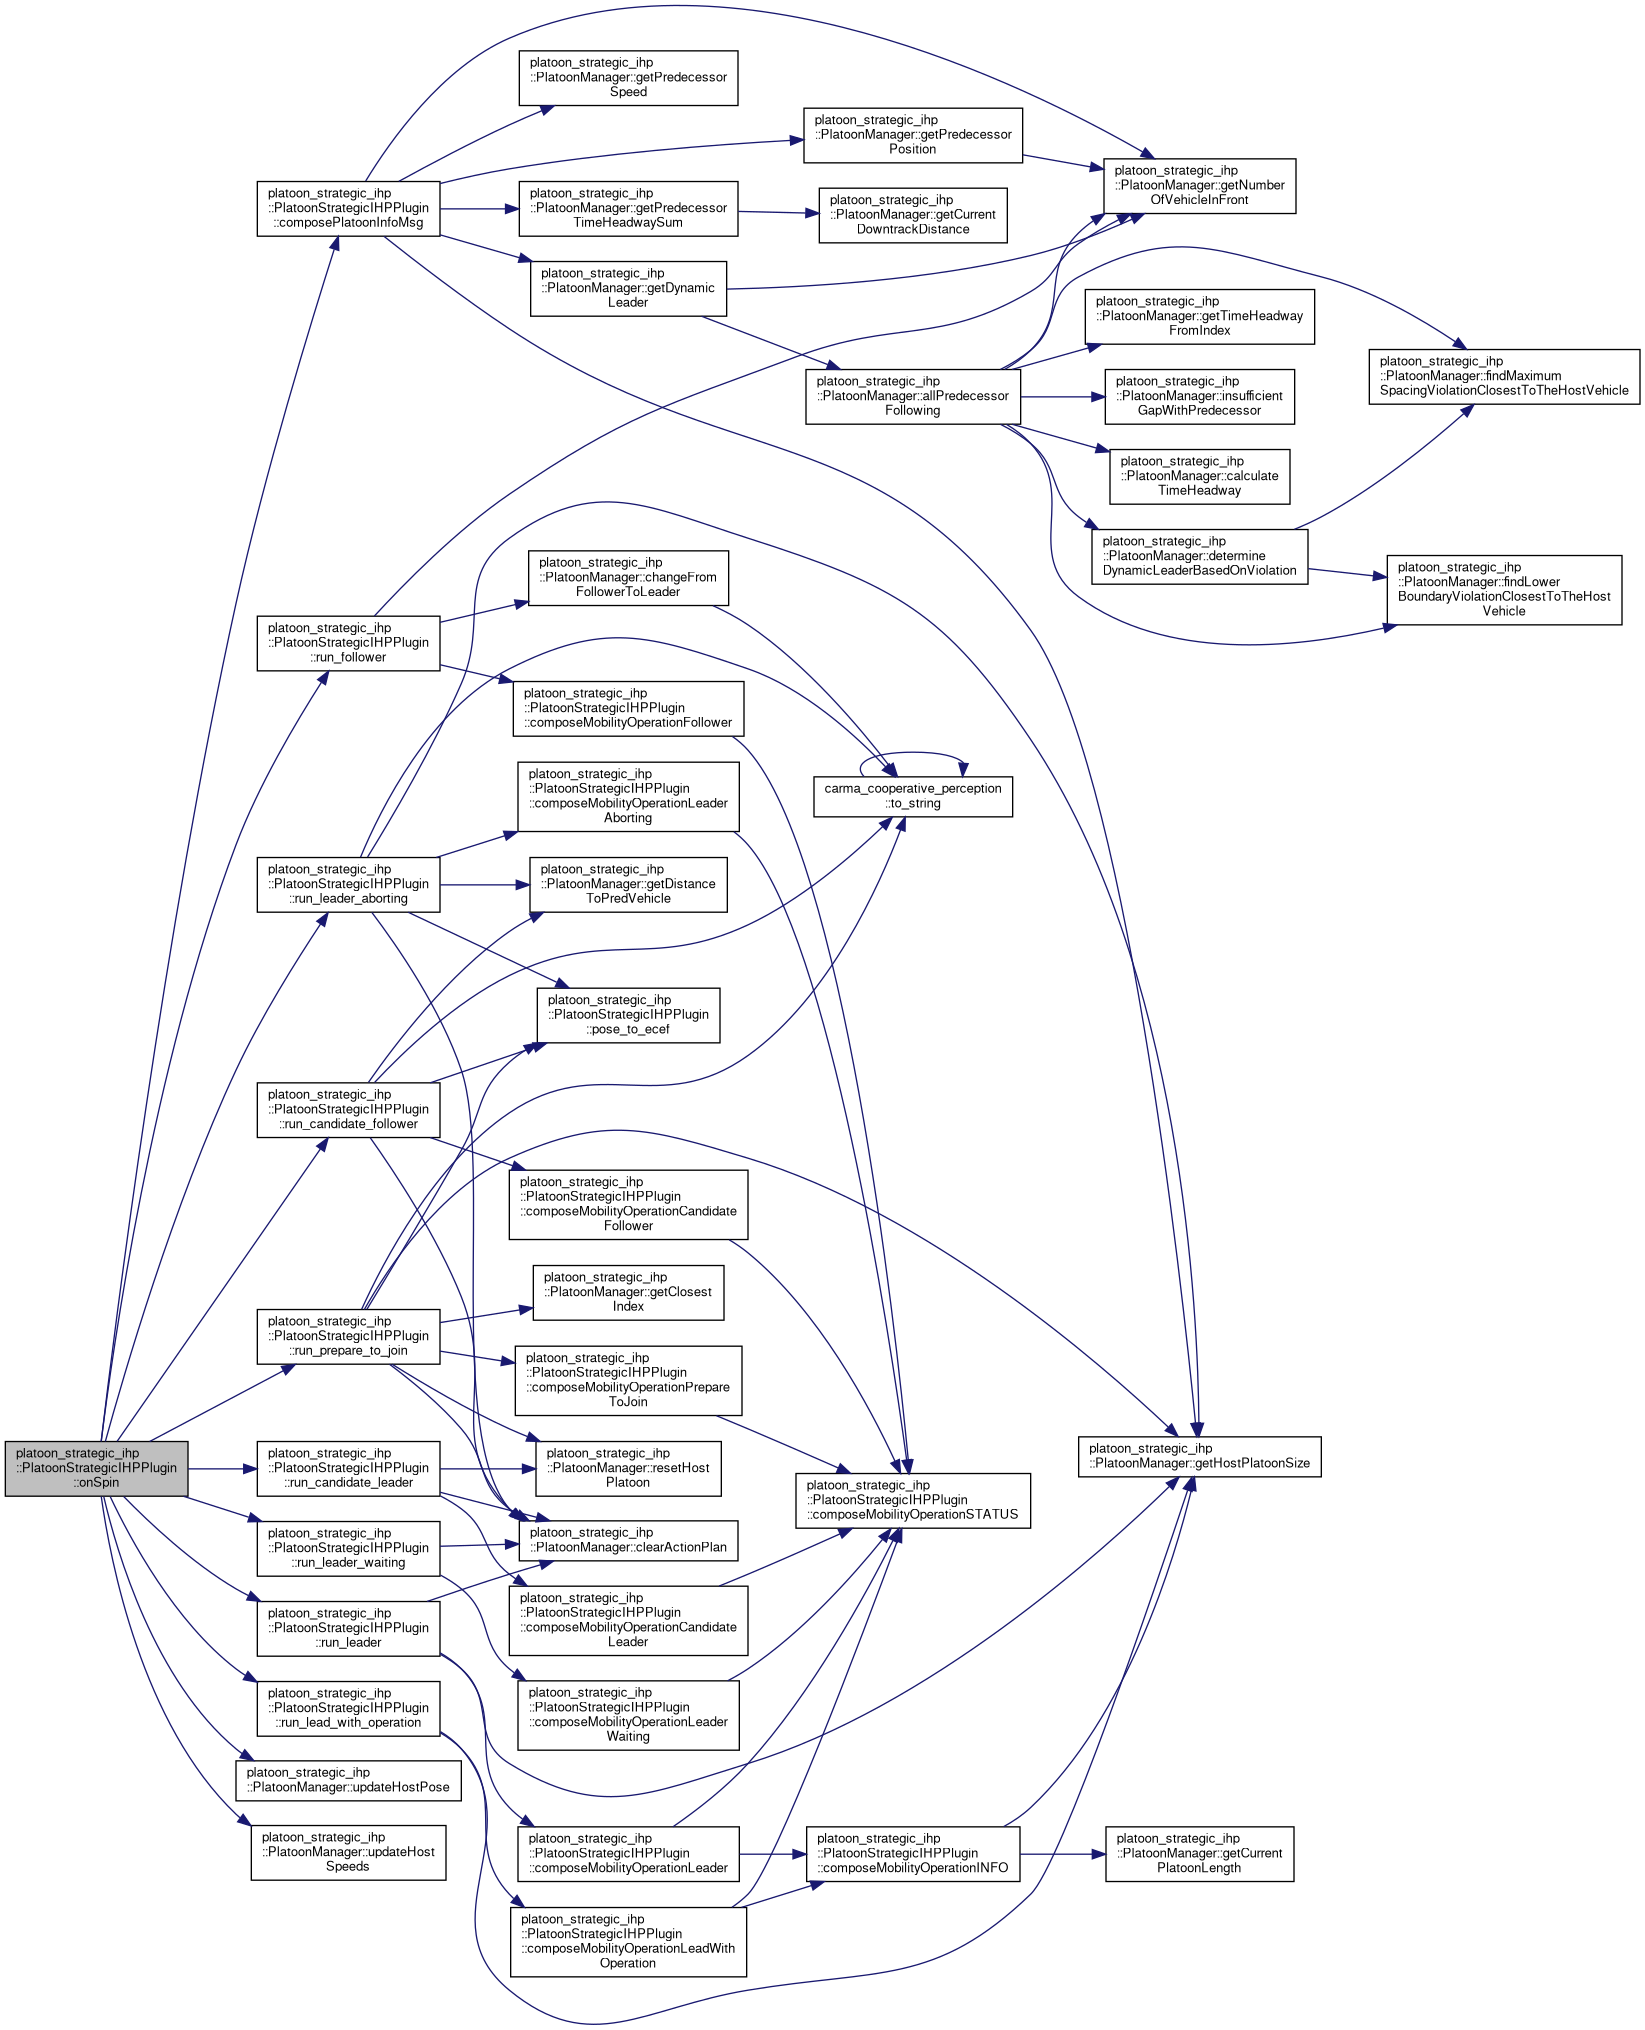 platoon_strategic_ihp
::PlatoonManager::getPredecessor
Speed
platoon_strategic_ihp
::PlatoonManager::getPredecessor
Position
platoon_strategic_ihp
::PlatoonManager::getNumber
OfVehicleInFront
platoon_strategic_ihp
::PlatoonStrategicIHPPlugin
::composePlatoonInfoMsg
platoon_strategic_ihp
::PlatoonManager::getPredecessor
TimeHeadwaySum
platoon_strategic_ihp
::PlatoonManager::getCurrent
DowntrackDistance
platoon_strategic_ihp
::PlatoonManager::getDynamic
Leader
platoon_strategic_ihp
::PlatoonManager::getTimeHeadway
FromIndex
platoon_strategic_ihp
::PlatoonManager::findMaximum
SpacingViolationClosestToTheHostVehicle
platoon_strategic_ihp
::PlatoonManager::allPredecessor
Following
platoon_strategic_ihp
::PlatoonManager::insufficient
GapWithPredecessor
platoon_strategic_ihp
::PlatoonManager::calculate
TimeHeadway
platoon_strategic_ihp
::PlatoonManager::determine
DynamicLeaderBasedOnViolation
platoon_strategic_ihp
::PlatoonManager::findLower
BoundaryViolationClosestToTheHost
Vehicle
platoon_strategic_ihp
::PlatoonManager::changeFrom
FollowerToLeader
platoon_strategic_ihp
::PlatoonStrategicIHPPlugin
::run_follower
platoon_strategic_ihp
::PlatoonStrategicIHPPlugin
::composeMobilityOperationFollower
platoon_strategic_ihp
::PlatoonStrategicIHPPlugin
::composeMobilityOperationLeader
Aborting
carma_cooperative_perception
::to_string
platoon_strategic_ihp
::PlatoonStrategicIHPPlugin
::run_leader_aborting
platoon_strategic_ihp
::PlatoonManager::getDistance
ToPredVehicle
platoon_strategic_ihp
::PlatoonStrategicIHPPlugin
::pose_to_ecef
platoon_strategic_ihp
::PlatoonStrategicIHPPlugin
::run_candidate_follower
platoon_strategic_ihp
::PlatoonStrategicIHPPlugin
::composeMobilityOperationCandidate
Follower
platoon_strategic_ihp
::PlatoonManager::getClosest
Index
platoon_strategic_ihp
::PlatoonStrategicIHPPlugin
::run_prepare_to_join
platoon_strategic_ihp
::PlatoonStrategicIHPPlugin
::composeMobilityOperationPrepare
ToJoin
platoon_strategic_ihp
::PlatoonStrategicIHPPlugin
::onSpin
platoon_strategic_ihp
::PlatoonStrategicIHPPlugin
::run_candidate_leader
platoon_strategic_ihp
::PlatoonManager::resetHost
Platoon
platoon_strategic_ihp
::PlatoonManager::getHostPlatoonSize
platoon_strategic_ihp
::PlatoonStrategicIHPPlugin
::composeMobilityOperationSTATUS
platoon_strategic_ihp
::PlatoonStrategicIHPPlugin
::run_leader_waiting
platoon_strategic_ihp
::PlatoonManager::clearActionPlan
platoon_strategic_ihp
::PlatoonStrategicIHPPlugin
::composeMobilityOperationCandidate
Leader
platoon_strategic_ihp
::PlatoonStrategicIHPPlugin
::run_leader
platoon_strategic_ihp
::PlatoonStrategicIHPPlugin
::composeMobilityOperationLeader
Waiting
platoon_strategic_ihp
::PlatoonStrategicIHPPlugin
::run_lead_with_operation
platoon_strategic_ihp
::PlatoonManager::updateHostPose
platoon_strategic_ihp
::PlatoonManager::updateHost
Speeds
platoon_strategic_ihp
::PlatoonStrategicIHPPlugin
::composeMobilityOperationLeader
platoon_strategic_ihp
::PlatoonStrategicIHPPlugin
::composeMobilityOperationINFO
platoon_strategic_ihp
::PlatoonManager::getCurrent
PlatoonLength
platoon_strategic_ihp
::PlatoonStrategicIHPPlugin
::composeMobilityOperationLeadWith
Operation